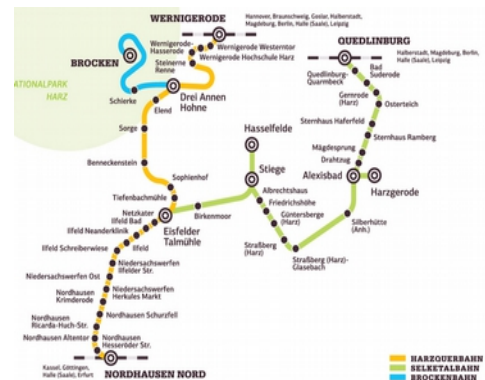 WERNIGERODE
Hannover, Braunschweig, Goslar, Halberstadt,
Magdeburg, Berlin, Halle (Saale), Leipzig
Wernigerode-
Hasserode
Wernigerode Westerntor
Wernigerode Hochschule Harz
Steinerne
Renne
BROCKEN
NATIONALPARK
HARZ
Schierke
Drei Annen
Hohne
Elend
Sorge
Benneckenstein
Sophienhof
Tiefenbachmühle
Netzkater
Ilfeld Bad
Ilfeld Neanderklinik
Ilfeld Schreiberwiese
Ilfeld
Eisfelder
Talmühle
Birkenmoor
Niedersachswerfen
Ilfelder Str.
Niedersachswerfen Ost
Niedersachswerfen
Herkules Markt
Nordhausen
Krimderode
Nordhausen Schurzfell
Nordhausen
Ricarda-Huch-Str.
Nordhausen Altentor
Nordhausen
Hesseröder Str.
Kassel, Göttingen,
Halle (Saale), Erfurt
NORDHAUSEN NORD
QUEDLINBURG
Halberstadt, Magdeburg, Berlin,
Halle (Saale), Leipzig
Quedlinburg-
Quarmbeck
Bad
Suderode
Gernrode
(Harz)
Osterteich
Sternhaus Haferfeld
Sternhaus Ramberg
Mägdesprung
Drahtzug
Alexisbad
Harzgerode
Hasselfelde
Stiege
Albrechtshaus
Friedrichshöhe
Güntersberge
(Harz)
Silberhütte
(Anh.)
Straßberg
(Harz)
Straßberg (Harz)-
Glasebach
HARZQUERBAHN
SELKETALBAHN
BROCKENBAHN